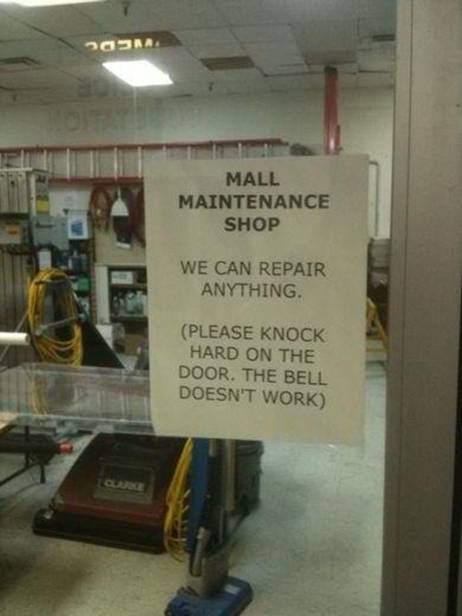 MALL
MAINTENANCE
SHOP
WE CAN REPAIR
ANYTHING.
(PLEASE KNOCK
HARD ON THE
DOOR. THE BELL
DOESN'T WORK)
CLARKE